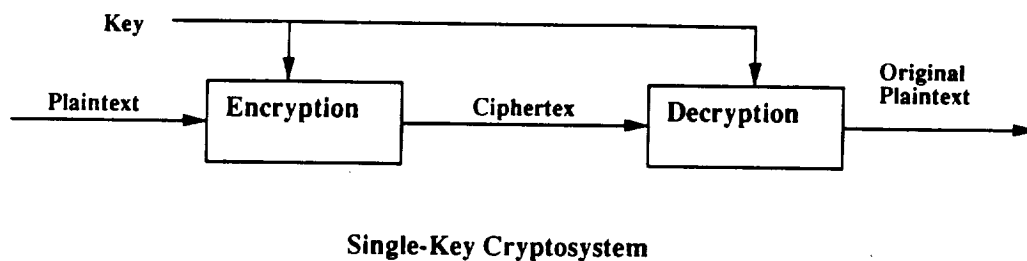 Key
Plaintext
Encryption
Ciphertex
Decryption
Original
Plaintext
Single-Key Cryptosystem